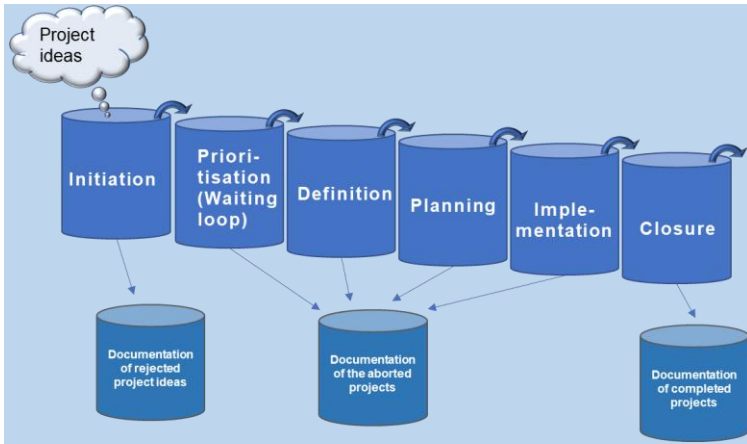 Project
ideas
Initiation
Priori-
tisation
(Waiting
loop)
Definition
Planning
Imple-
mentation
Closure
Documentation
of rejected
project ideas
Documentation
of the aborted
projects
Documentation
of completed
projects